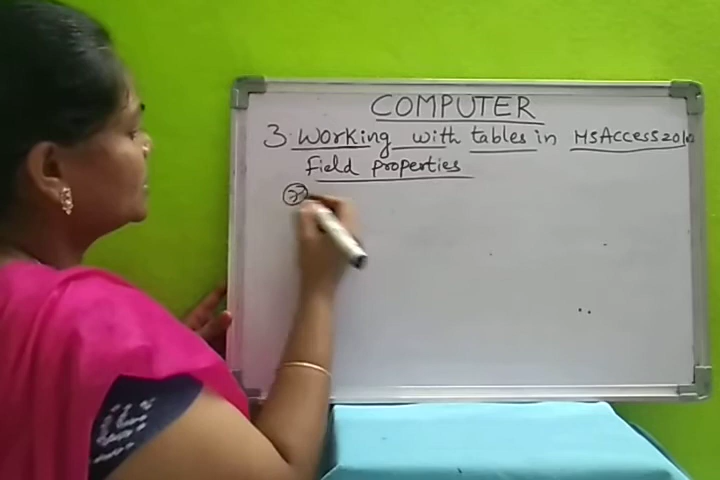 COMPUTER
3. Working with tables in MSAccess2010
Field properties